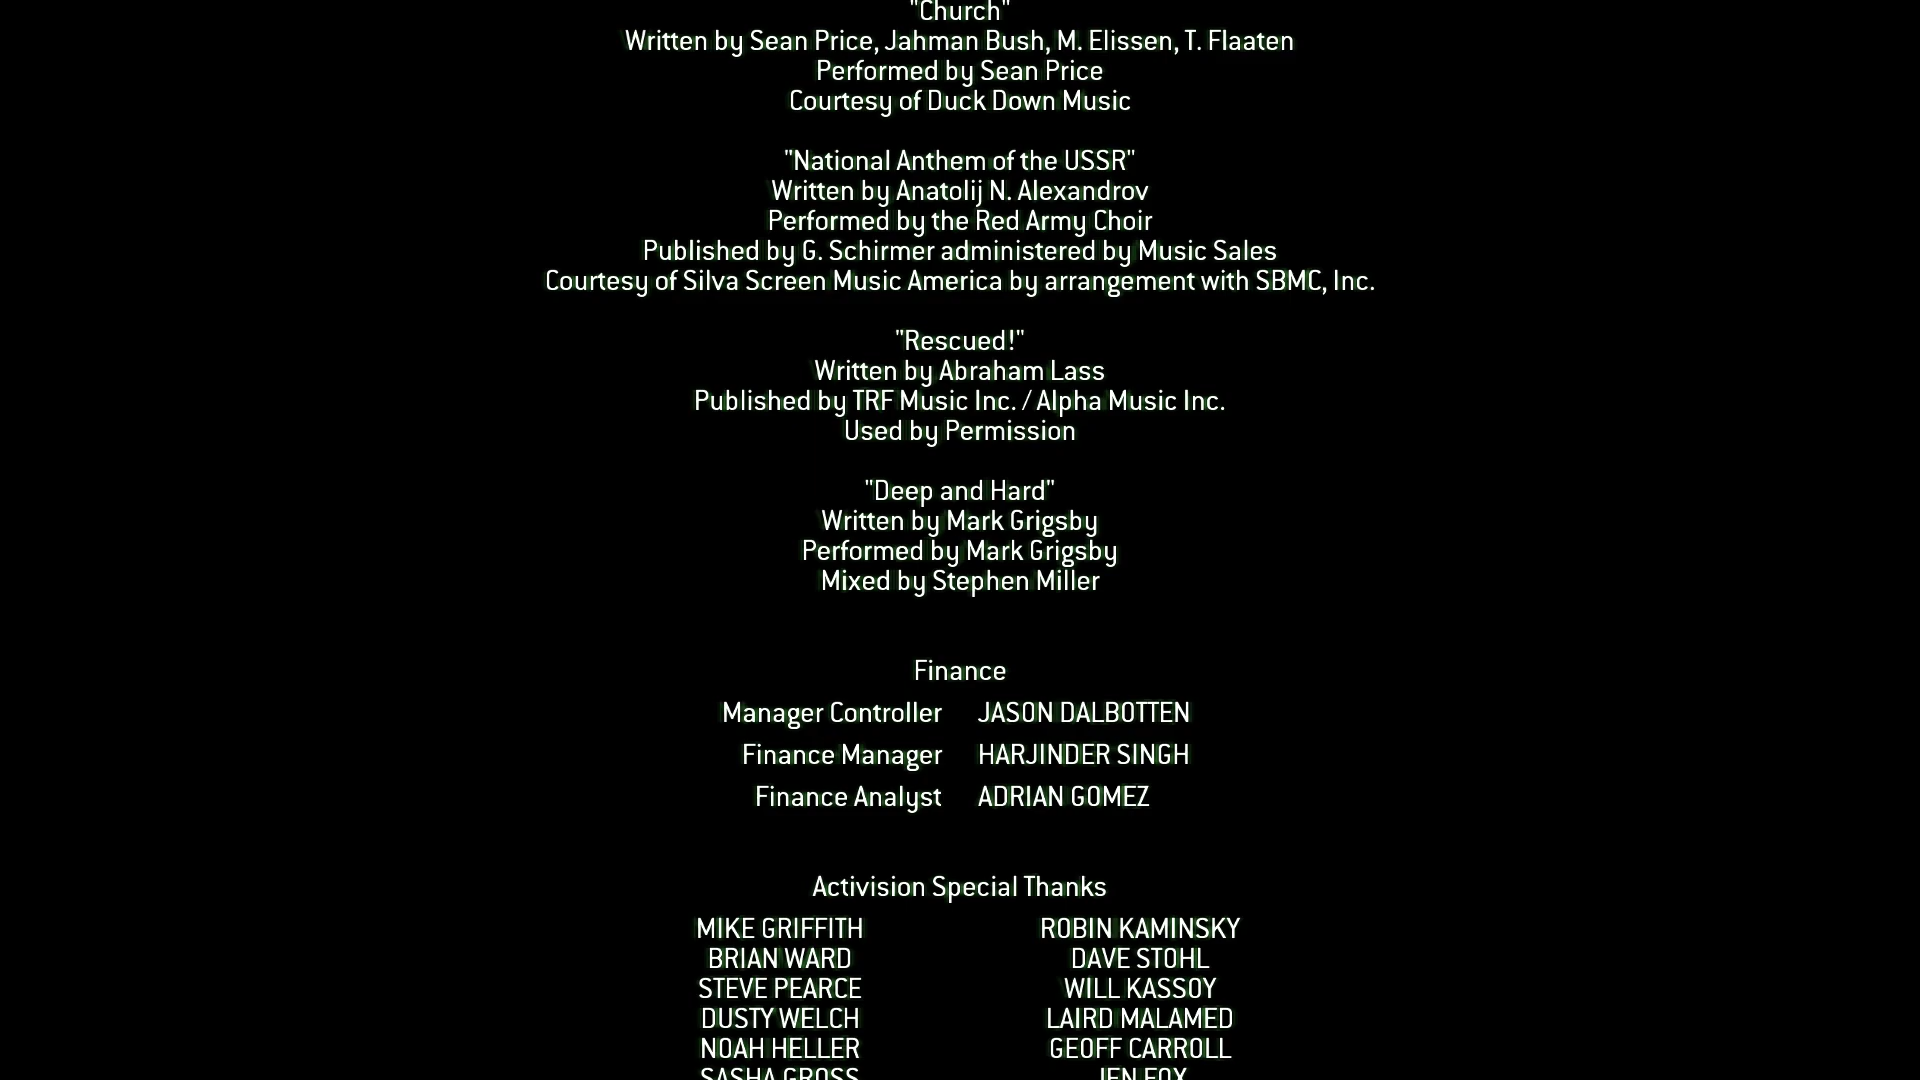 "Church"
Written by Sean Price, Jahman Bush, M. Elissen, T. Flaaten
Performed by Sean Price
Courtesy of Duck Down Music
"National Anthem of the USSR"
Written by Anatolij N. Alexandrov
Performed by the Red Army Choir
Published by G. Schirmer administered by Music Sales
Courtesy of Silva Screen Music America by arrangement with SBMC, Inc.
"Rescued!"
Written by Abraham Lass
Published by TRF Music Inc. / Alpha Music Inc.
Used by Permission
"Deep and Hard"
Written by Mark Grigsby
Performed by Mark Grigsby
Mixed by Stephen Miller
Finance
Manager Controller JASON DALBOTTEN
Finance Manager HARJINDER SINGH
Finance Analyst ADRIAN GOMEZ
Activision Special Thanks
MIKE GRIFFITH ROBIN KAMINSKY
BRIAN WARD DAVE STOHL
STEVE PEARCE WILL KASSOY
DUSTY WELCH LAIRD MALAMED
NOAH HELLER GEOFF CARROLL
SASHA GROSS JEN FOX